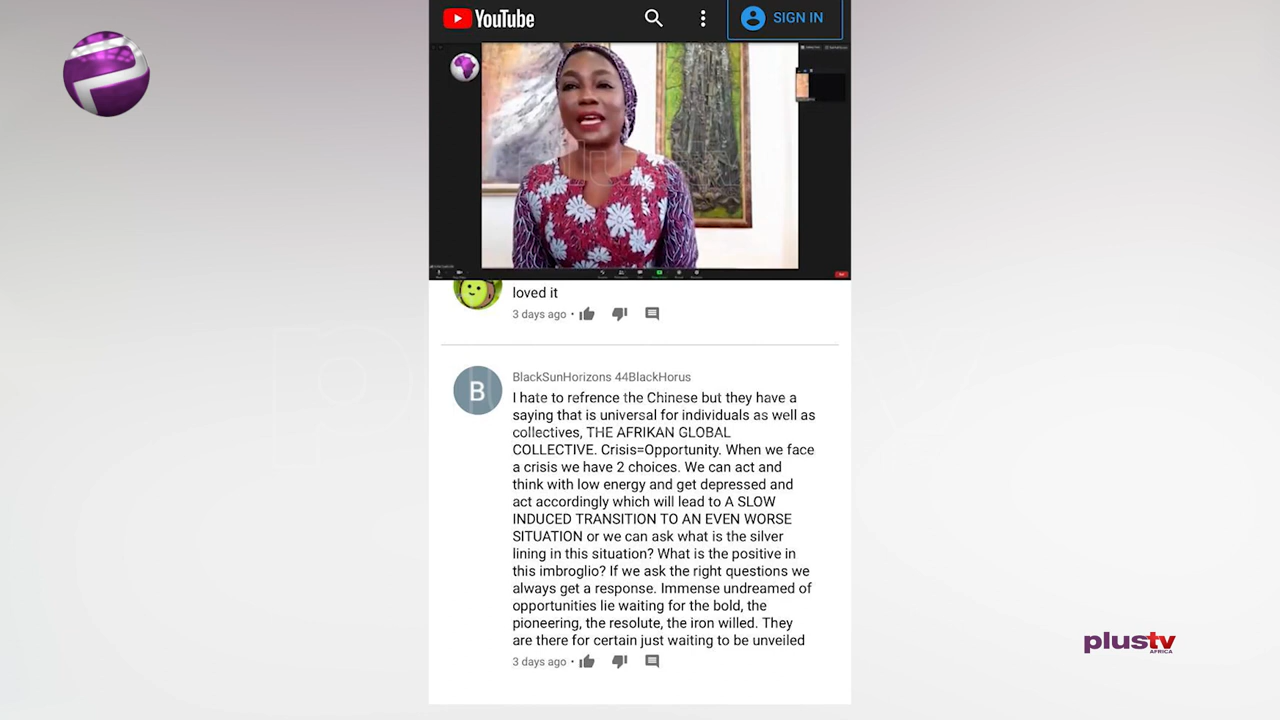 YouTube
SIGN IN
loved it
3 days ago •
B
BlackSunHorizons 44BlackHorus
I hate to refrence the Chinese but they have a
saying that is universal for individuals as well as
collectives, THE AFRIKAN GLOBAL
COLLECTIVE. Crisis=Opportunity. When we face
a crisis we have 2 choices. We can act and
think with low energy and get depressed and
act accordingly which will lead to A SLOW
INDUCED TRANSITION TO AN EVEN WORSE
SITUATION or we can ask what is the silver
lining in this situation? What is the positive in
this imbroglio? If we ask the right questions we
always get a response. Immense undreamed of
opportunities lie waiting for the bold, the
pioneering, the resolute, the iron willed. They
are there for certain just waiting to be unveiled
3 days ago •
plustv
AFRICA